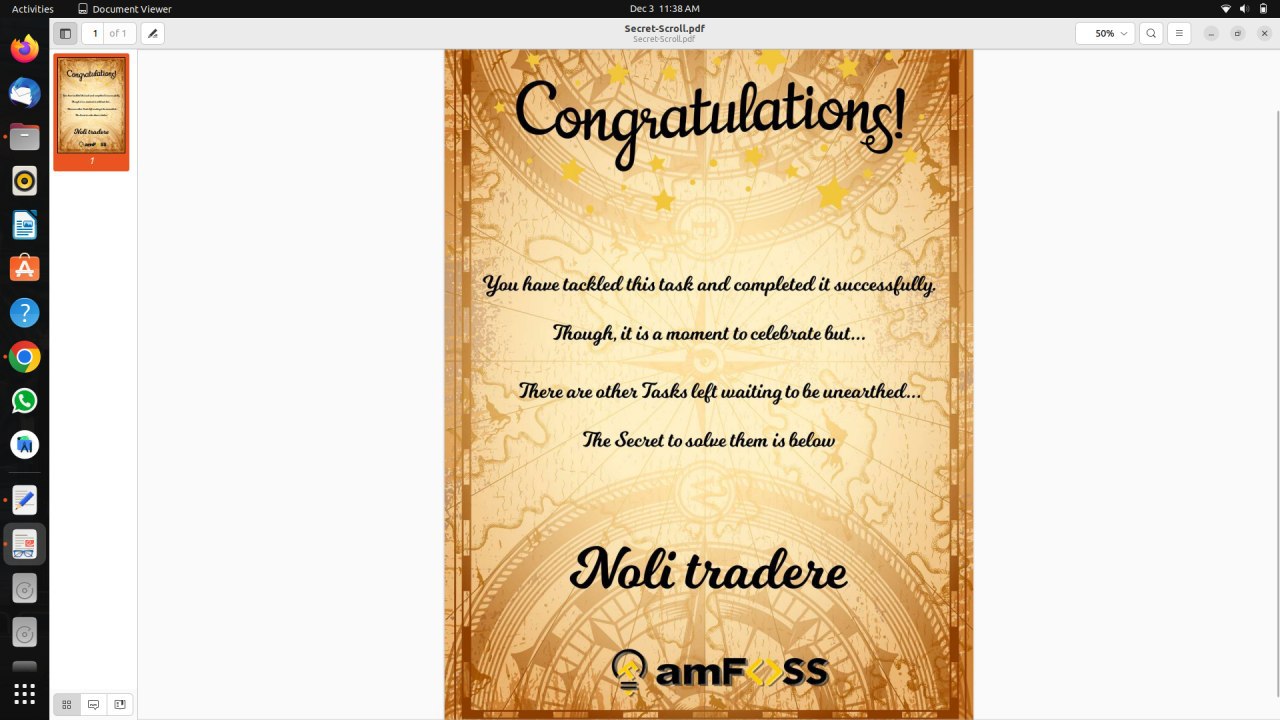 Activities
Document Viewer
Dec 3 11:38 AM
1 of 1
Secret-Scroll.pdf
Secret-Scroll.pdf
50%
Congratulations!
You have tackled this task and completed it successfully.
Though, it is a moment to celebrate but...
There are other Tasks left waiting to be unearthed...
The Secret to solve them is below
Noli tradere
amF<>SS
1